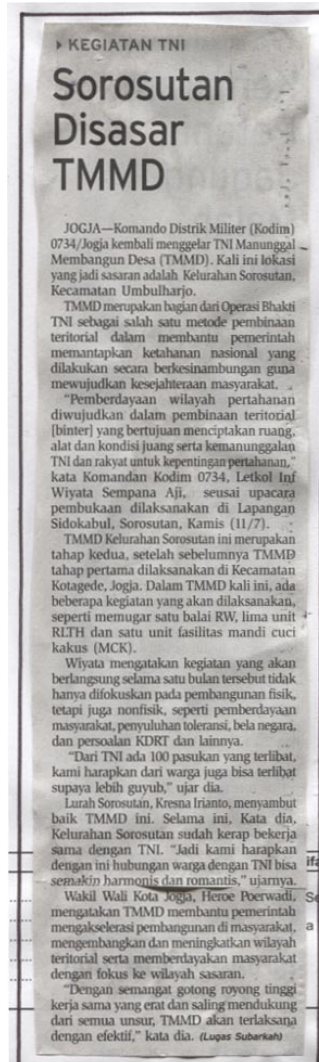 KEGIATAN TNI
Sorosutan
Disasar
TMMD
JOGJA—Komando Distrik Militer (Kodim)
0734/Jogja kembali menggelar TNI Manunggal
Membangun Desa (TMMD). Kali ini lokasi
yang jadi sasaran adalah Kelurahan Sorosutan,
Kecamatan Umbulharjo.
TMMD merupakan bagian dari Operasi Bhakti
TNI sebagai salah satu metode pembinaan
teritorial dalam membantu pemerintah
memantapkan ketahanan nasional yang
dilakukan secara berkesinambungan guna
mewujudkan kesejahteraan masyarakat.
“Pemberdayaan wilayah pertahanan
diwujudkan dalam pembinaan teritorial
[binter] yang bertujuan menciptakan ruang,
alat dan kondisi juang serta kemanunggalan
TNI dan rakyat untuk kepentingan pertahanan,”
kata Komandan Kodim 0734, Letkol Inf
Wiyata Sempana Aji, seusai upacara
pembukaan dilaksanakan di Lapangan
Sidokabul, Sorosutan, Kamis (11/7).
TMMD Kelurahan Sorosutan ini merupakan
tahap kedua, setelah sebelumnya TMMD
tahap pertama dilaksanakan di Kecamatan
Kotagede, Jogja. Dalam TMMD kali ini, ada
beberapa kegiatan yang akan dilaksanakan,
seperti memugar satu balai RW, lima unit
RLTH dan satu unit fasilitas mandi cuci
kakus (MCK).
Wiyata mengatakan kegiatan yang akan
berlangsung selama satu bulan tersebut tidak
hanya difokuskan pada pembangunan fisik,
tetapi juga nonfisik, seperti pemberdayaan
masyarakat, penyuluhan toleransi, bela negara,
dan persoalan KDRT dan lainnya.
“Dari TNI ada 100 pasukan yang terlibat,
kami harapkan dari warga juga bisa terlibat
supaya lebih guyub,” ujar dia.
Lurah Sorosutan, Kresna Irianto, menyambut
baik TMMD ini. Selama ini, Kata dia,
Kelurahan Sorosutan sudah kerap bekerja
sama dengan TNI. “Jadi kami harapkan
dengan ini hubungan warga dengan TNI bisa
semakin harmonis dan romantis,” ujarnya.
Wakil Wali Kota Jogja, Heroe Poerwadi,
mengatakan TMMD membantu pemerintah
mengakselerasi pembangunan di masyarakat,
mengembangkan dan meningkatkan wilayah
teritorial serta memberdayakan masyarakat
dengan fokus ke wilayah sasaran.
“Dengan semangat gotong royong tinggi
kerja sama yang erat dan saling mendukung
dari semua unsur, TMMD akan terlaksana
dengan efektif,” kata dia. (Lugas Subarkah)